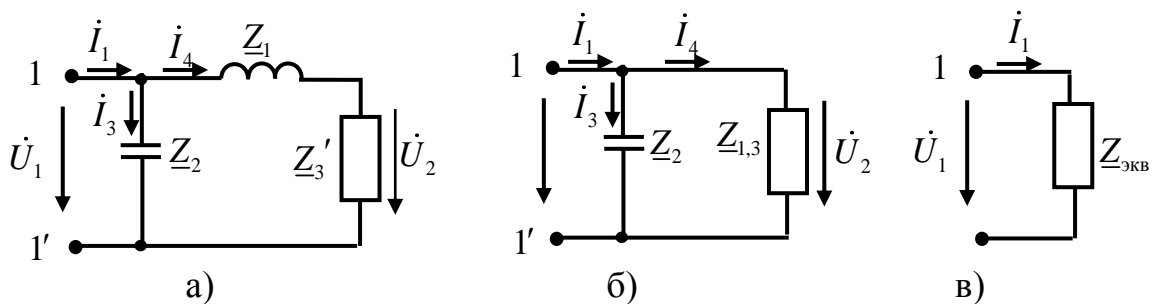 İ₁ İ₄ Z₁
1
İ₃
U̇₁ Z₂ Z₃′ U̇₂
1′
а)
İ₁ İ₄
1
İ₃
U̇₁ Z₂ Z₁,₃ U̇₂
1′
б)
İ₁
1
U̇₁ Zэкв
в)